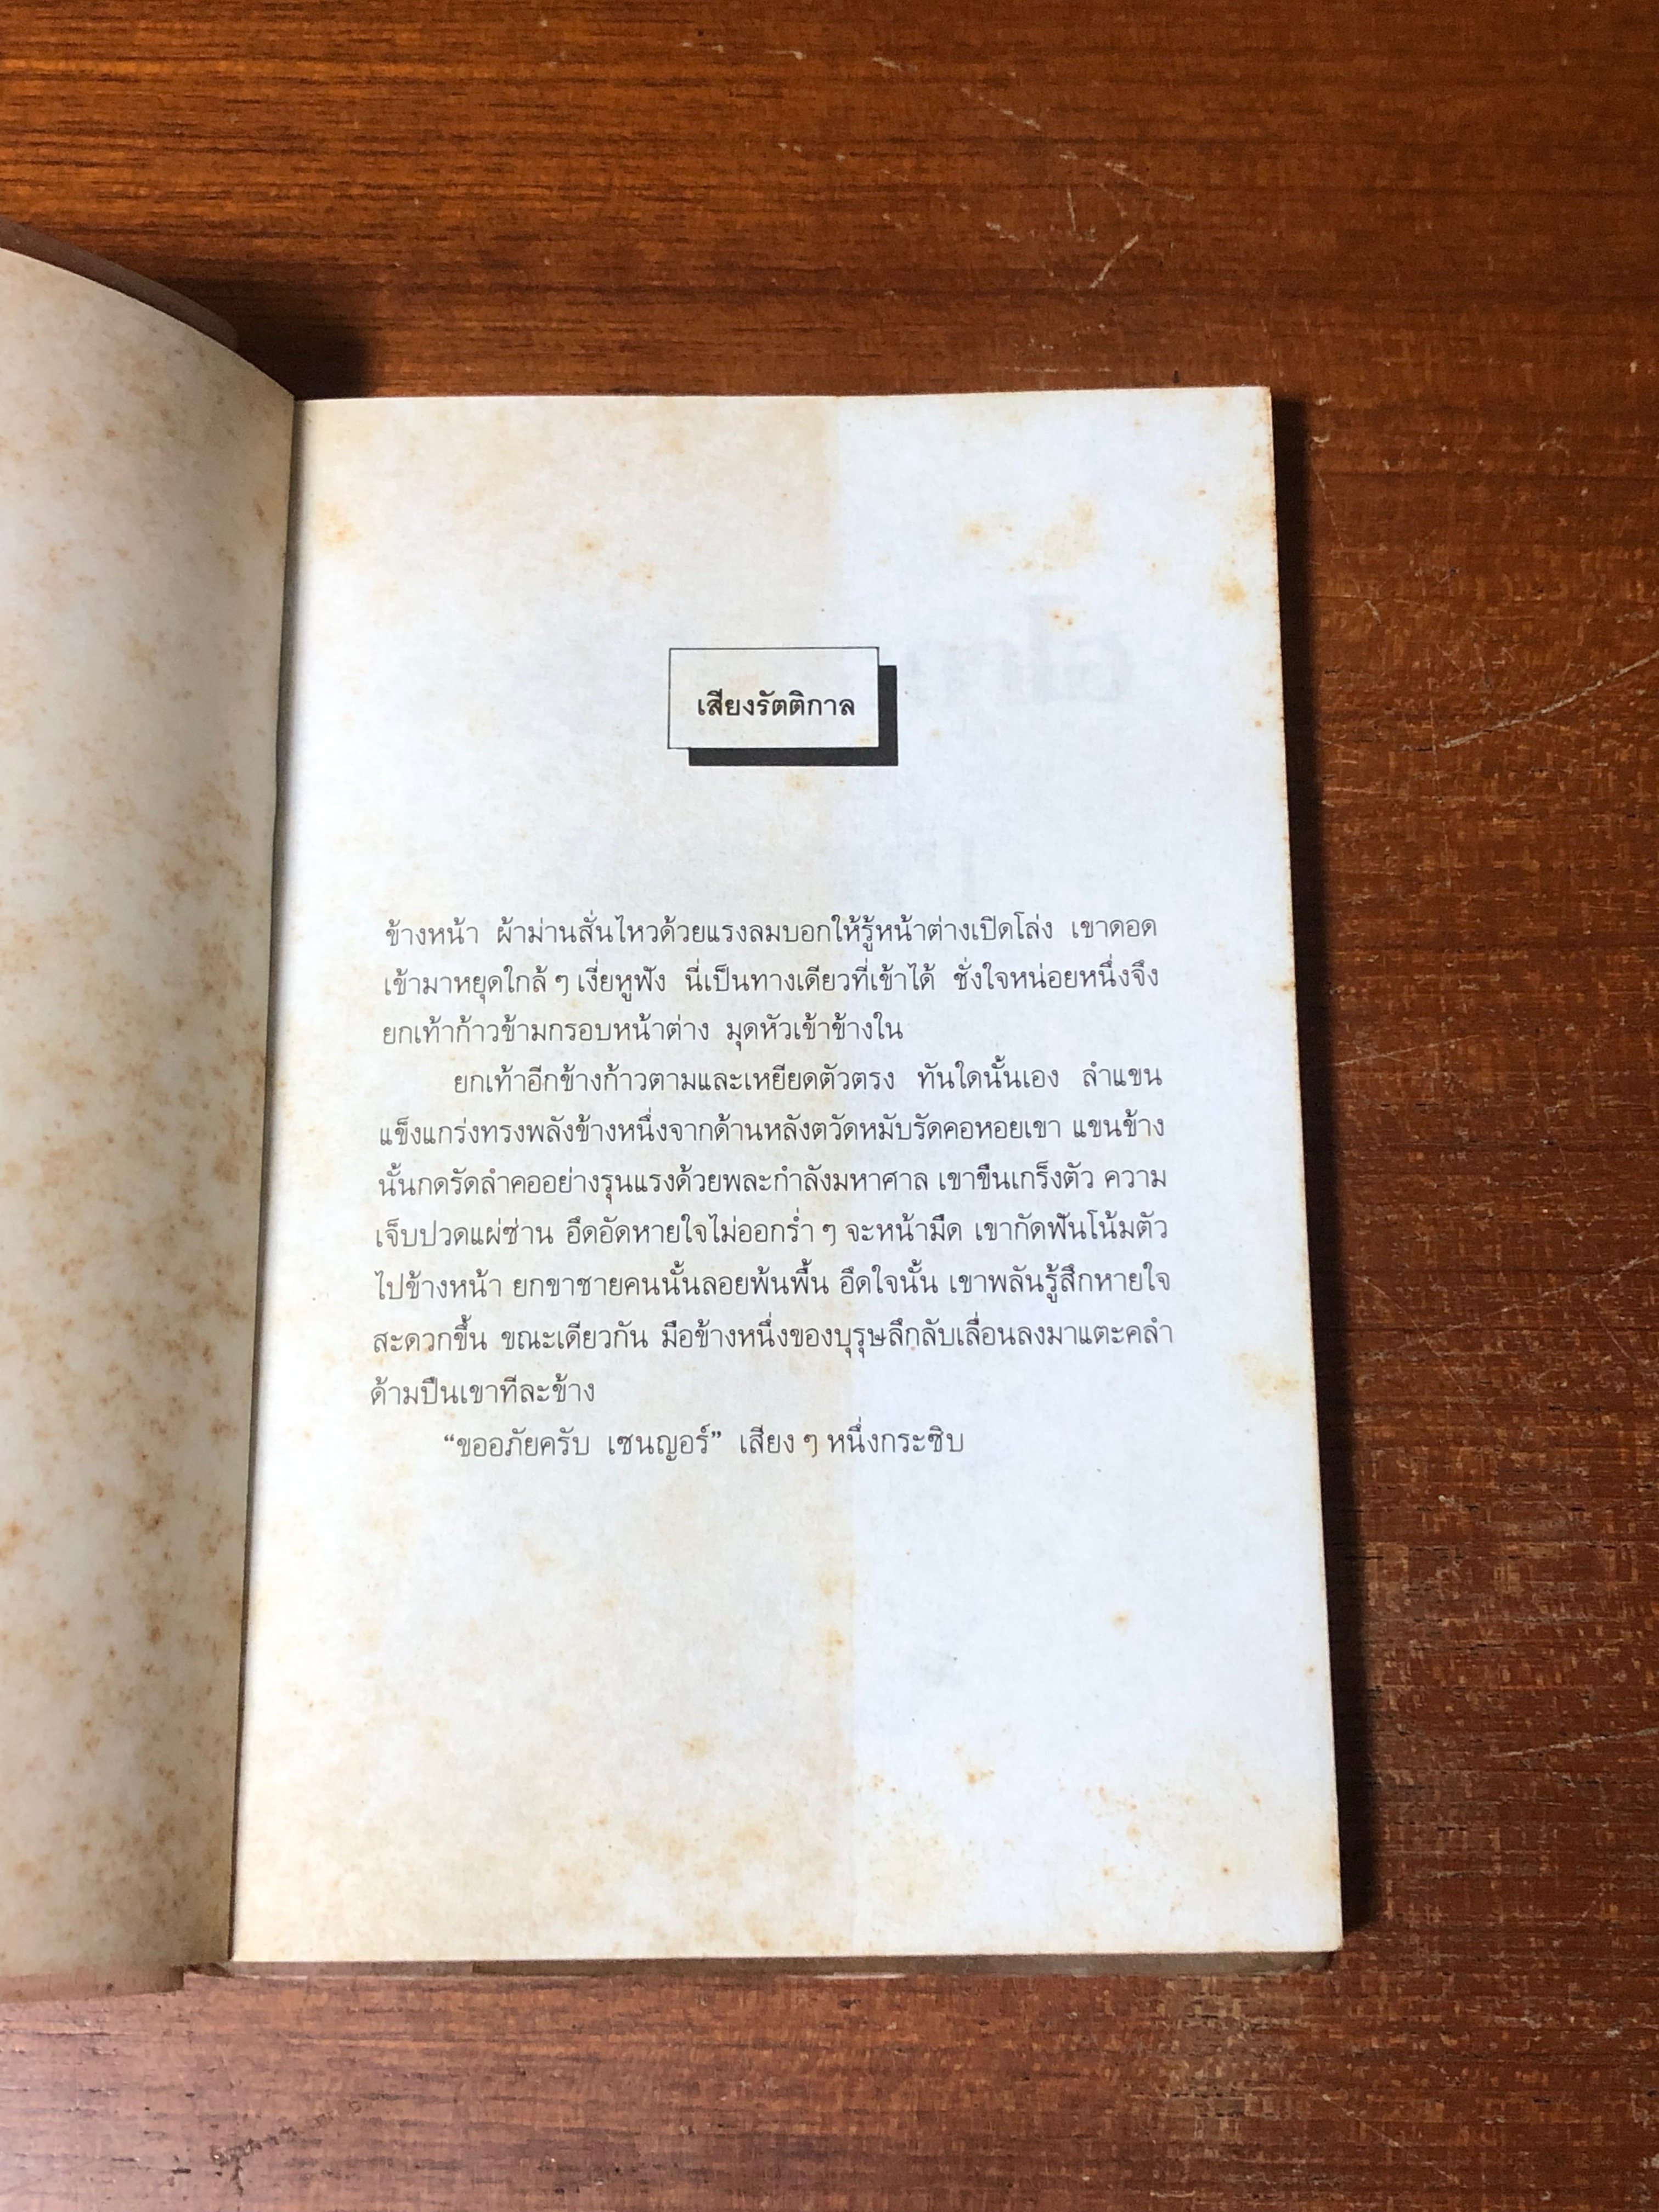 เสียงรัตติกาล
ข้างหน้า ผ้าม่านสั่นไหวด้วยแรงลมบอกให้รู้หน้าต่างเปิดโล่ง เขาดอด
เข้ามาหยุดใกล้ ๆ เงี่ยหูฟัง นี่เป็นทางเดียวที่เข้าได้ ชั่งใจหน่อยหนึ่งจึง
ยกเท้าก้าวข้ามกรอบหน้าต่าง มุดหัวเข้าข้างใน
ยกเท้าอีกข้างก้าวตามและเหยียดตัวตรง ทันใดนั้นเอง ลำแขน
แข็งแกร่งทรงพลังข้างหนึ่งจากด้านหลังตวัดหมับรัดคอหอยเขา แขนข้าง
นั้นกดรัดลำคออย่างรุนแรงด้วยพละกำลังมหาศาล เขาขืนเกร็งตัว ความ
เจ็บปวดแผ่ซ่าน อึดอัดหายใจไม่ออกร่ำ ๆ จะหน้ามืด เขากัดฟันโน้มตัว
ไปข้างหน้า ยกขาชายคนนั้นลอยพ้นพื้น อึดใจนั้น เขาพลันรู้สึกหายใจ
สะดวกขึ้น ขณะเดียวกัน มือข้างหนึ่งของบุรุษลึกลับเลื่อนลงมาแตะคลำ
ด้ามปืนเขาทีละข้าง
“ขออภัยครับ เซนญอร์” เสียง ๆ หนึ่งกระซิบ